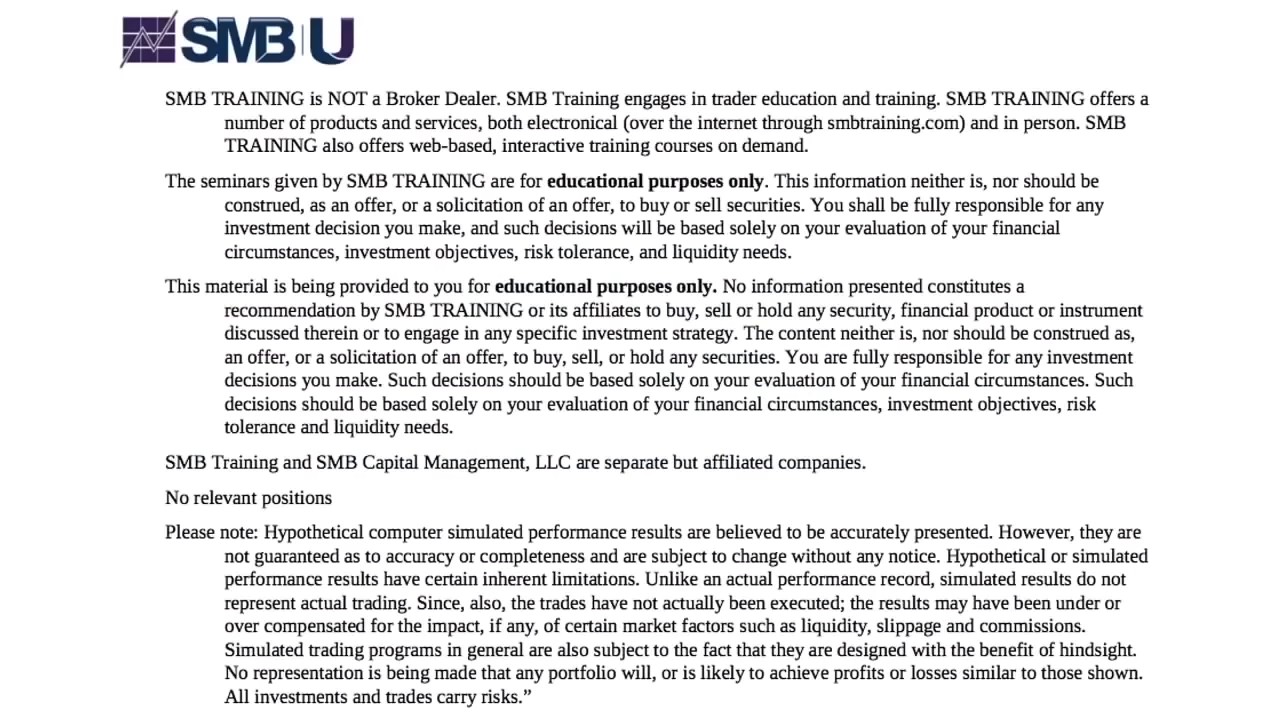 SMB U
SMB TRAINING is NOT a Broker Dealer. SMB Training engages in trader education and training. SMB TRAINING offers a
number of products and services, both electronical (over the internet through smbtraining.com) and in person. SMB
TRAINING also offers web-based, interactive training courses on demand.
The seminars given by SMB TRAINING are for educational purposes only. This information neither is, nor should be
construed, as an offer, or a solicitation of an offer, to buy or sell securities. You shall be fully responsible for any
investment decision you make, and such decisions will be based solely on your evaluation of your financial
circumstances, investment objectives, risk tolerance, and liquidity needs.
This material is being provided to you for educational purposes only. No information presented constitutes a
recommendation by SMB TRAINING or its affiliates to buy, sell or hold any security, financial product or instrument
discussed therein or to engage in any specific investment strategy. The content neither is, nor should be construed as,
an offer, or a solicitation of an offer, to buy, sell, or hold any securities. You are fully responsible for any investment
decisions you make. Such decisions should be based solely on your evaluation of your financial circumstances. Such
decisions should be based solely on your evaluation of your financial circumstances, investment objectives, risk
tolerance and liquidity needs.
SMB Training and SMB Capital Management, LLC are separate but affiliated companies.
No relevant positions
Please note: Hypothetical computer simulated performance results are believed to be accurately presented. However, they are
not guaranteed as to accuracy or completeness and are subject to change without any notice. Hypothetical or simulated
performance results have certain inherent limitations. Unlike an actual performance record, simulated results do not
represent actual trading. Since, also, the trades have not actually been executed; the results may have been under or
over compensated for the impact, if any, of certain market factors such as liquidity, slippage and commissions.
Simulated trading programs in general are also subject to the fact that they are designed with the benefit of hindsight.
No representation is being made that any portfolio will, or is likely to achieve profits or losses similar to those shown.
All investments and trades carry risks.”